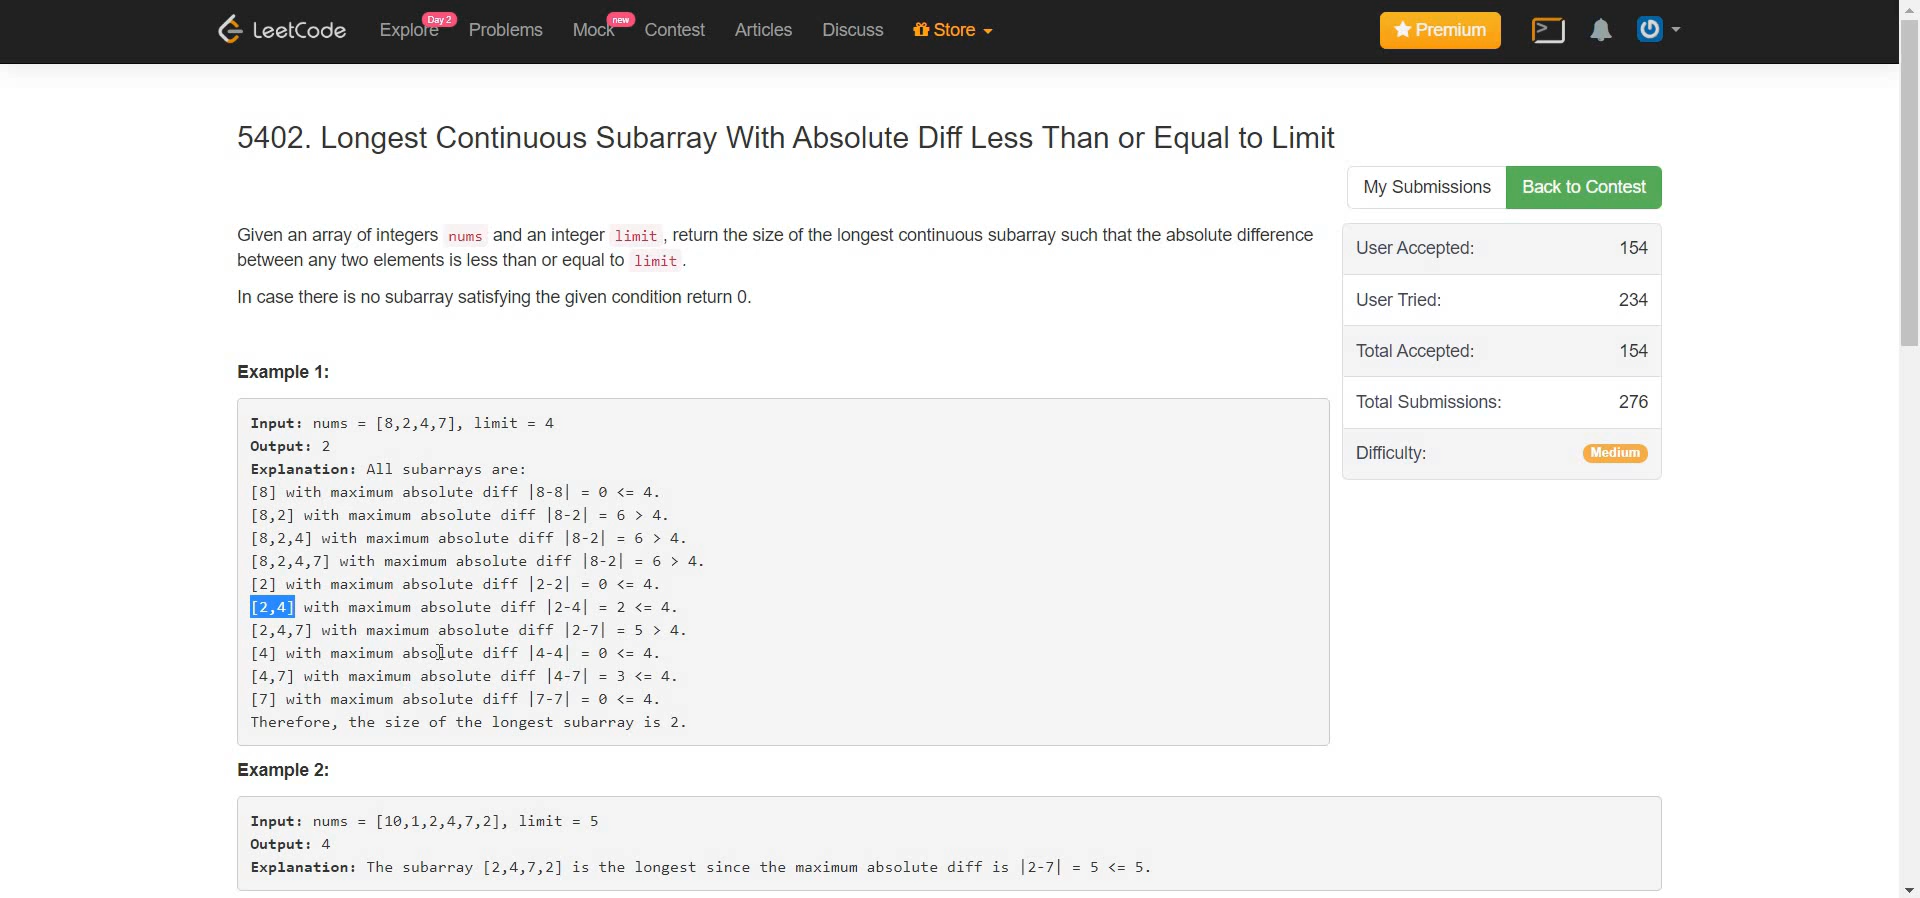 LeetCode Explore Day 2 Problems Mock new Contest Articles Discuss Store Premium
5402. Longest Continuous Subarray With Absolute Diff Less Than or Equal to Limit
My Submissions Back to Contest
Given an array of integers nums and an integer limit, return the size of the longest continuous subarray such that the absolute difference
between any two elements is less than or equal to limit.
In case there is no subarray satisfying the given condition return 0.
User Accepted: 154
User Tried: 234
Total Accepted: 154
Total Submissions: 276
Difficulty: Medium
Example 1:
Input: nums = [8,2,4,7], limit = 4
Output: 2
Explanation: All subarrays are:
[8] with maximum absolute diff |8-8| = 0 <= 4.
[8,2] with maximum absolute diff |8-2| = 6 > 4.
[8,2,4] with maximum absolute diff |8-2| = 6 > 4.
[8,2,4,7] with maximum absolute diff |8-2| = 6 > 4.
[2] with maximum absolute diff |2-2| = 0 <= 4.
[2,4] with maximum absolute diff |2-4| = 2 <= 4.
[2,4,7] with maximum absolute diff |2-7| = 5 > 4.
[4] with maximum absolute diff |4-4| = 0 <= 4.
[4,7] with maximum absolute diff |4-7| = 3 <= 4.
[7] with maximum absolute diff |7-7| = 0 <= 4.
Therefore, the size of the longest subarray is 2.
Example 2:
Input: nums = [10,1,2,4,7,2], limit = 5
Output: 4
Explanation: The subarray [2,4,7,2] is the longest since the maximum absolute diff is |2-7| = 5 <= 5.